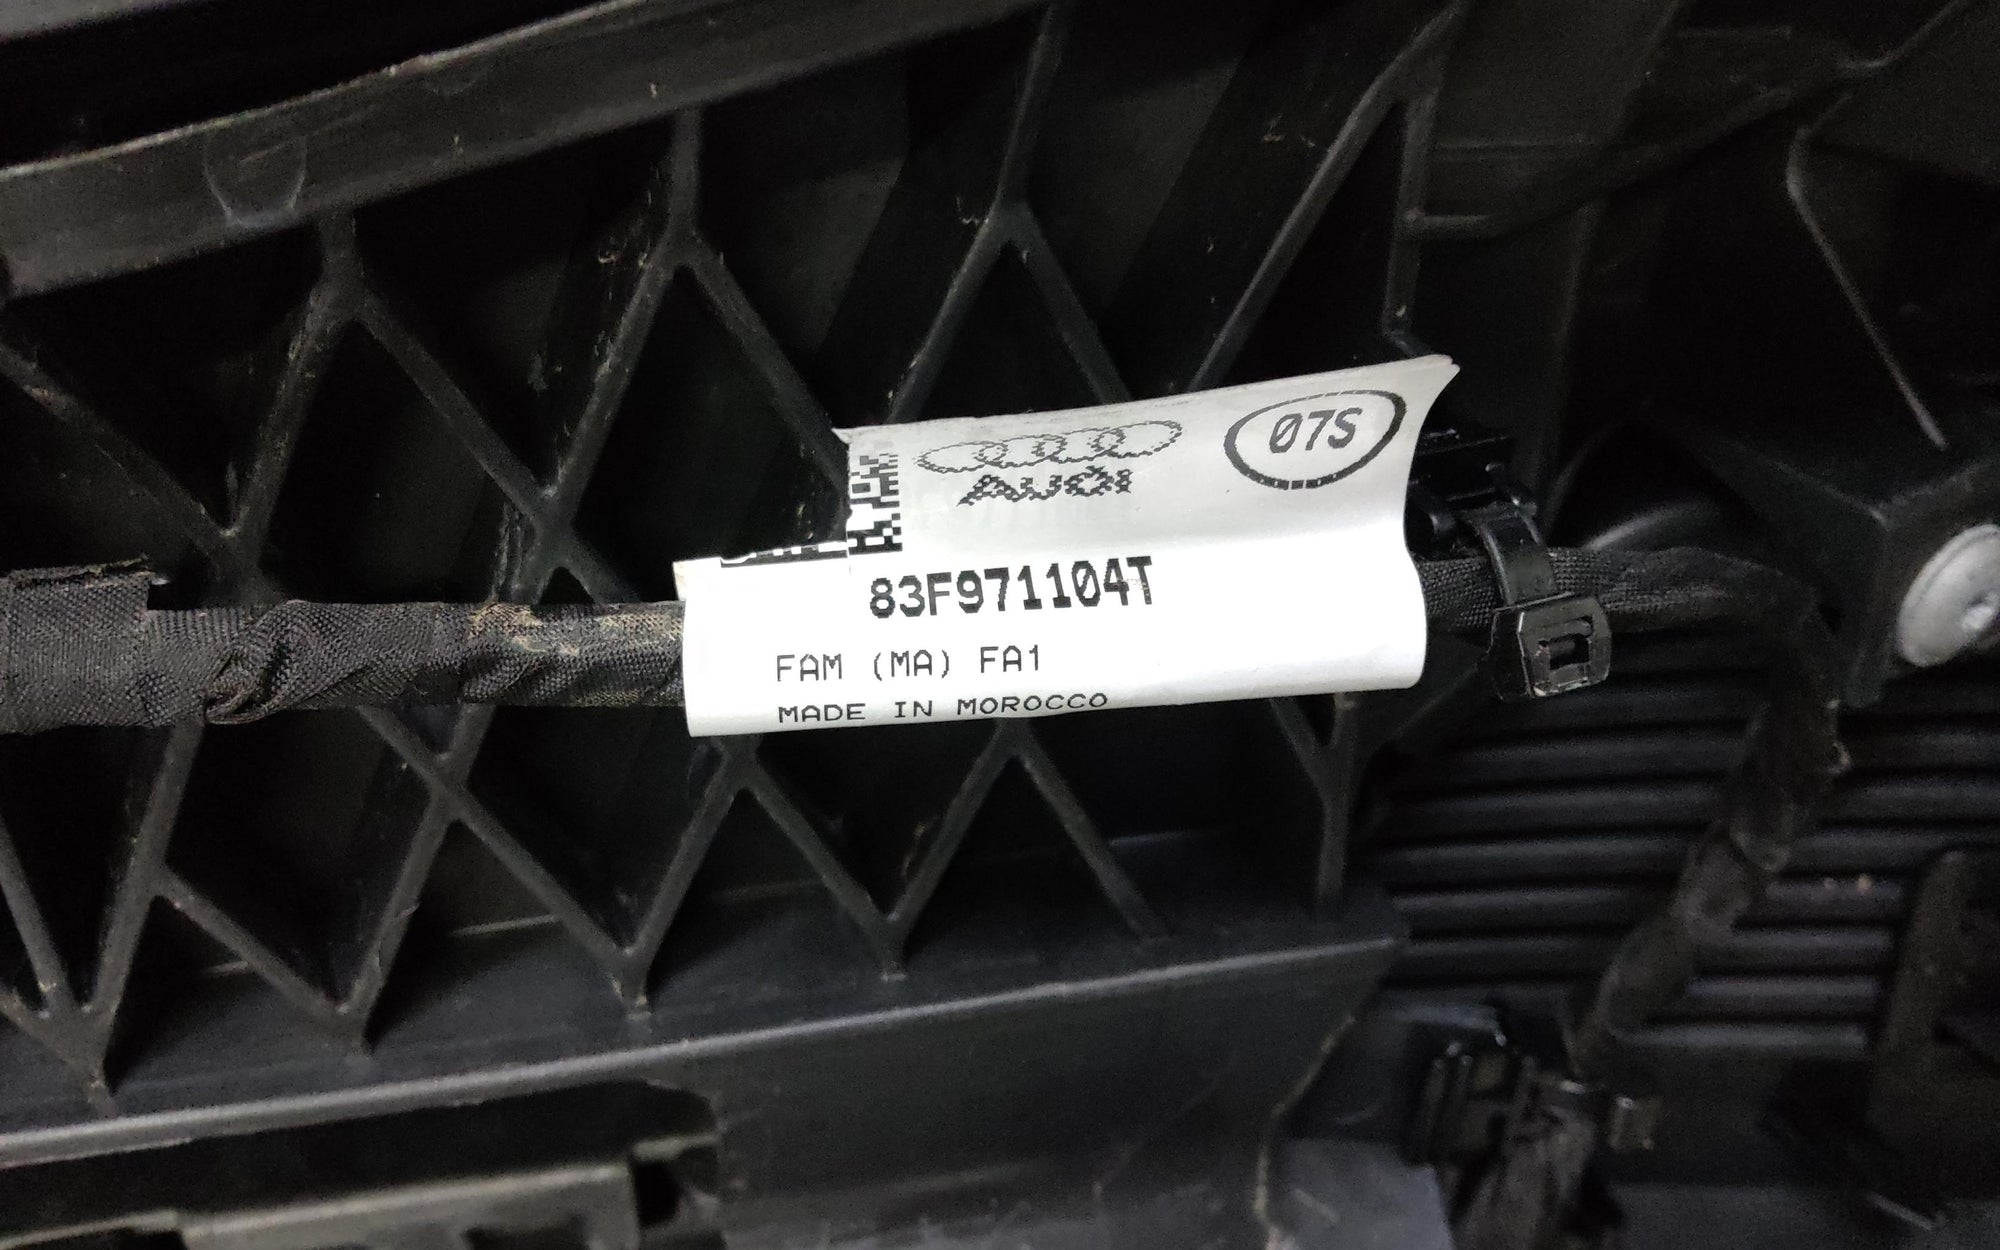 07S
AUDI
83F971104T
FAM (MA) FA1
MADE IN MOROCCO